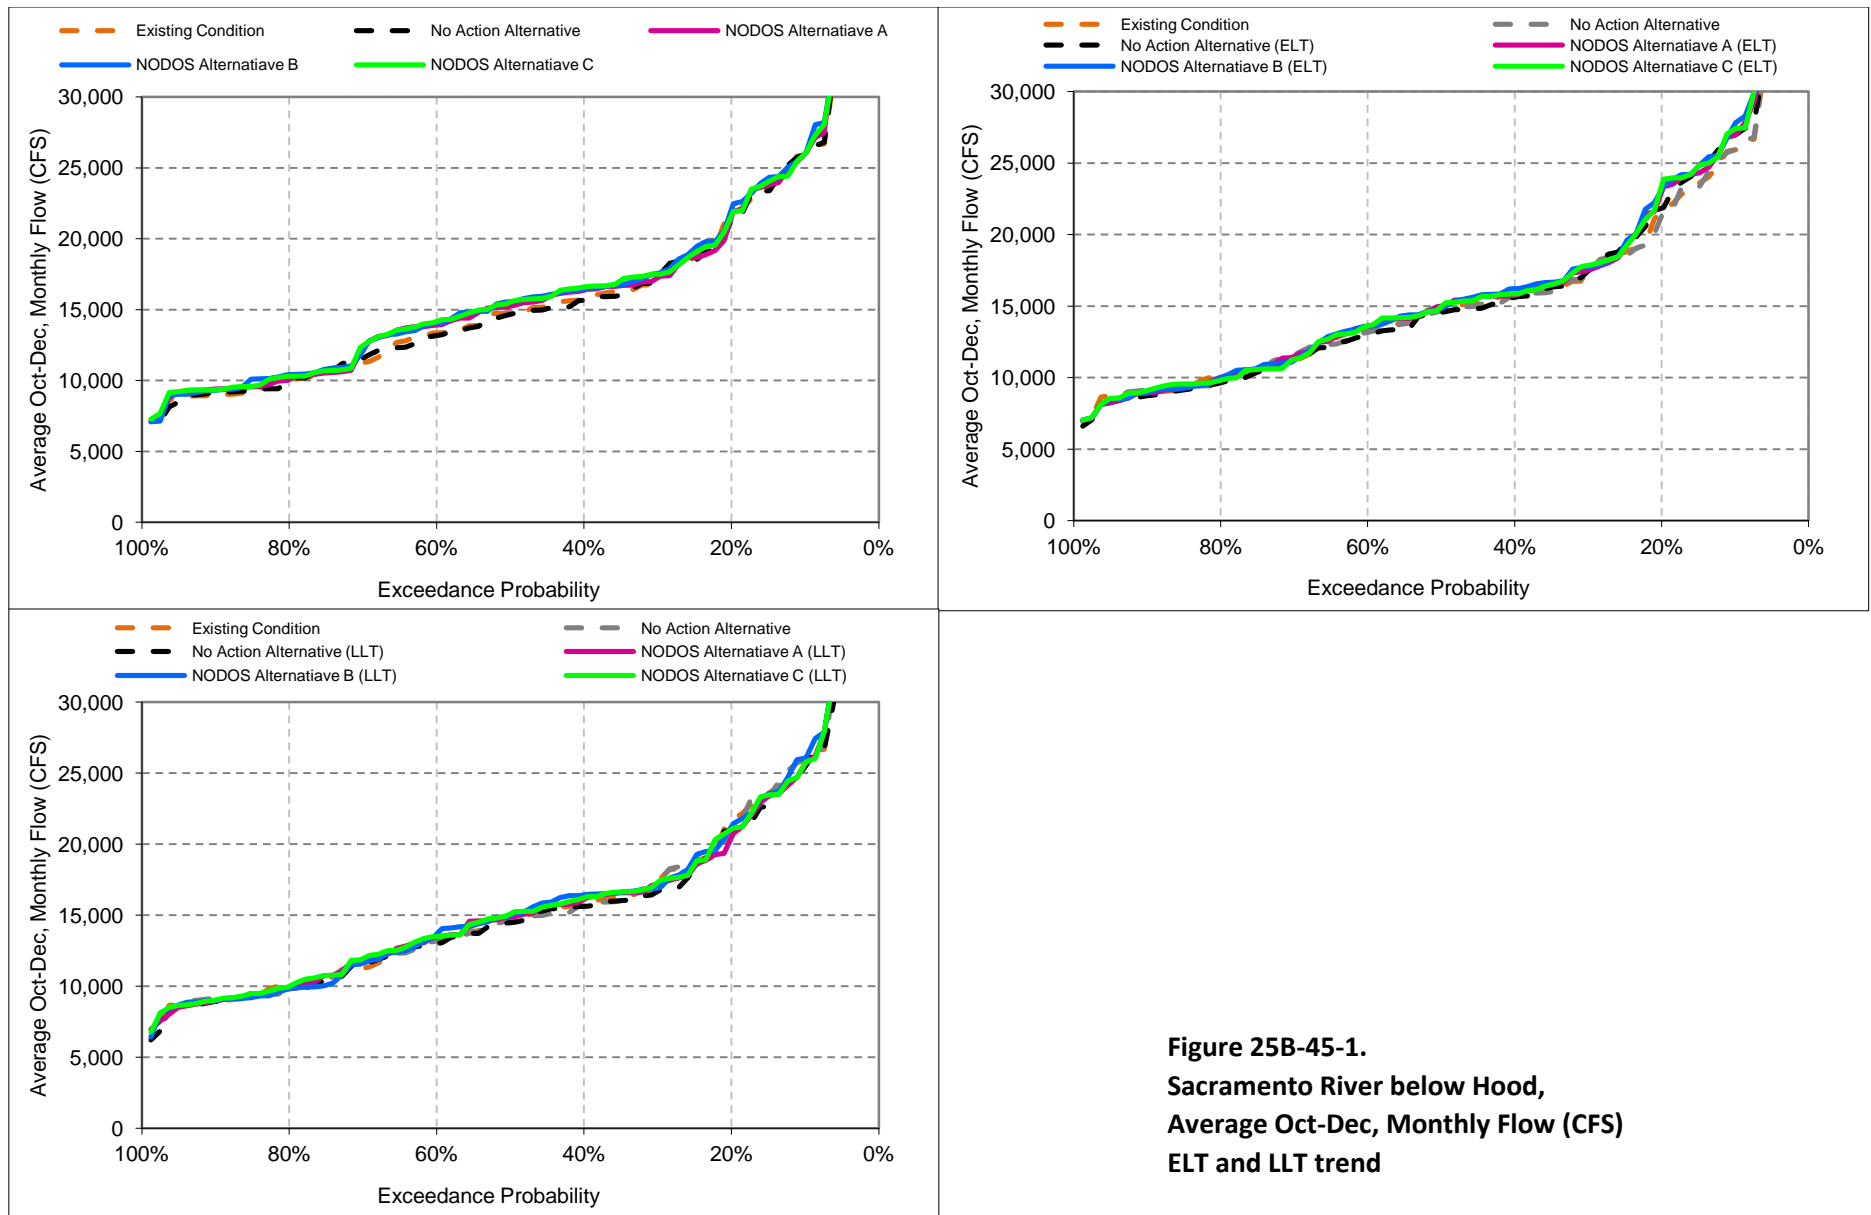 Existing Condition
No Action Alternative
NODOS Alternatiave A
NODOS Alternatiave B
NODOS Alternatiave C
Average Oct-Dec, Monthly Flow (CFS)
30,000
25,000
20,000
15,000
10,000
5,000
0
100% 80% 60% 40% 20% 0%
Exceedance Probability
Existing Condition
No Action Alternative
No Action Alternative (ELT)
NODOS Alternatiave A (ELT)
NODOS Alternatiave B (ELT)
NODOS Alternatiave C (ELT)
Average Oct-Dec, Monthly Flow (CFS)
30,000
25,000
20,000
15,000
10,000
5,000
0
100% 80% 60% 40% 20% 0%
Exceedance Probability
Existing Condition
No Action Alternative
No Action Alternative (LLT)
NODOS Alternatiave A (LLT)
NODOS Alternatiave B (LLT)
NODOS Alternatiave C (LLT)
Average Oct-Dec, Monthly Flow (CFS)
30,000
25,000
20,000
15,000
10,000
5,000
0
100% 80% 60% 40% 20% 0%
Exceedance Probability
Figure 25B-45-1.
Sacramento River below Hood,
Average Oct-Dec, Monthly Flow (CFS)
ELT and LLT trend